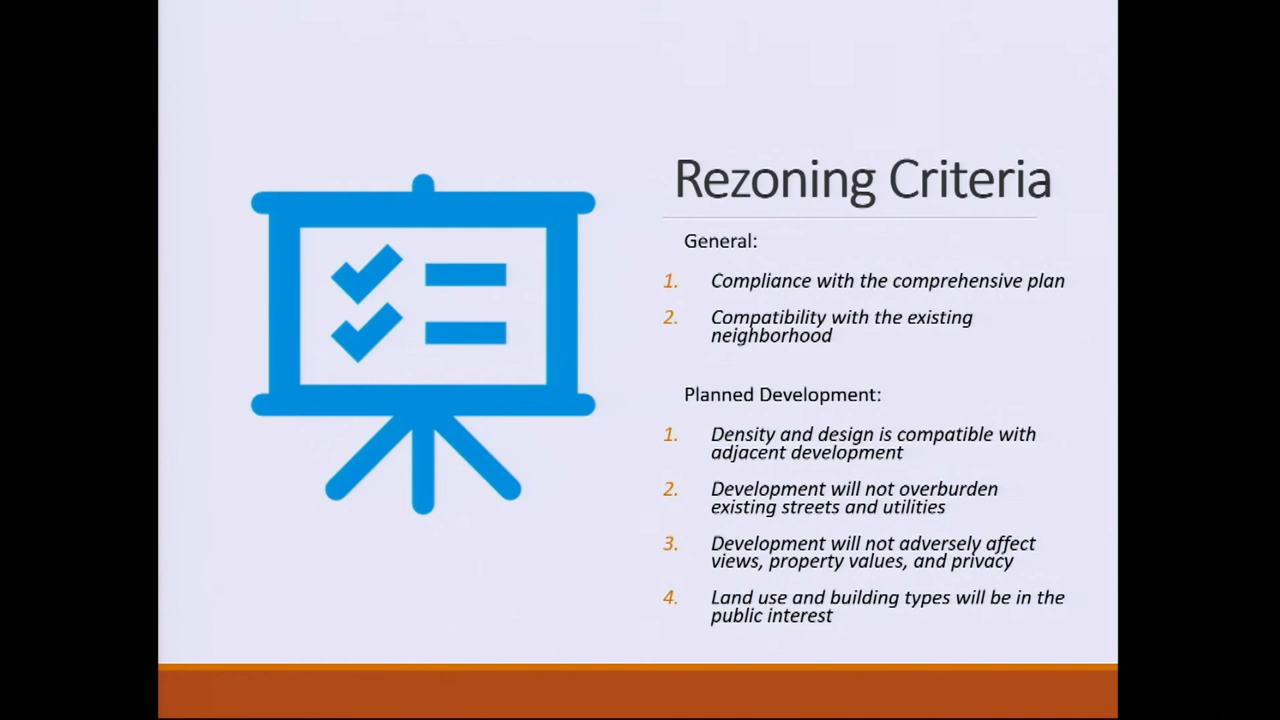 Rezoning Criteria
General:
1. Compliance with the comprehensive plan
2. Compatibility with the existing
neighborhood
Planned Development:
1. Density and design is compatible with
adjacent development
2. Development will not overburden
existing streets and utilities
3. Development will not adversely affect
views, property values, and privacy
4. Land use and building types will be in the
public interest